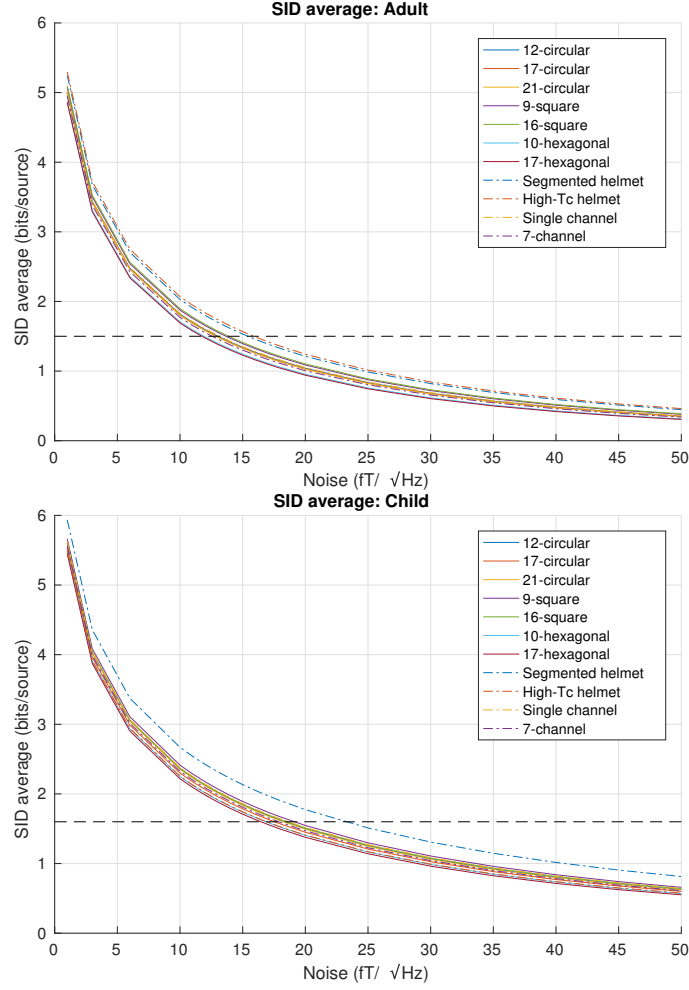 SID average: Adult
6
5
4
3
2
1
0
SID average (bits/source)
12-circular
17-circular
21-circular
9-square
16-square
10-hexagonal
17-hexagonal
Segmented helmet
High-Tc helmet
Single channel
7-channel
0 5 10 15 20 25 30 35 40 45 50
Noise (fT/ √Hz)
SID average: Child
6
5
4
3
2
1
0
SID average (bits/source)
12-circular
17-circular
21-circular
9-square
16-square
10-hexagonal
17-hexagonal
Segmented helmet
High-Tc helmet
Single channel
7-channel
0 5 10 15 20 25 30 35 40 45 50
Noise (fT/ √Hz)